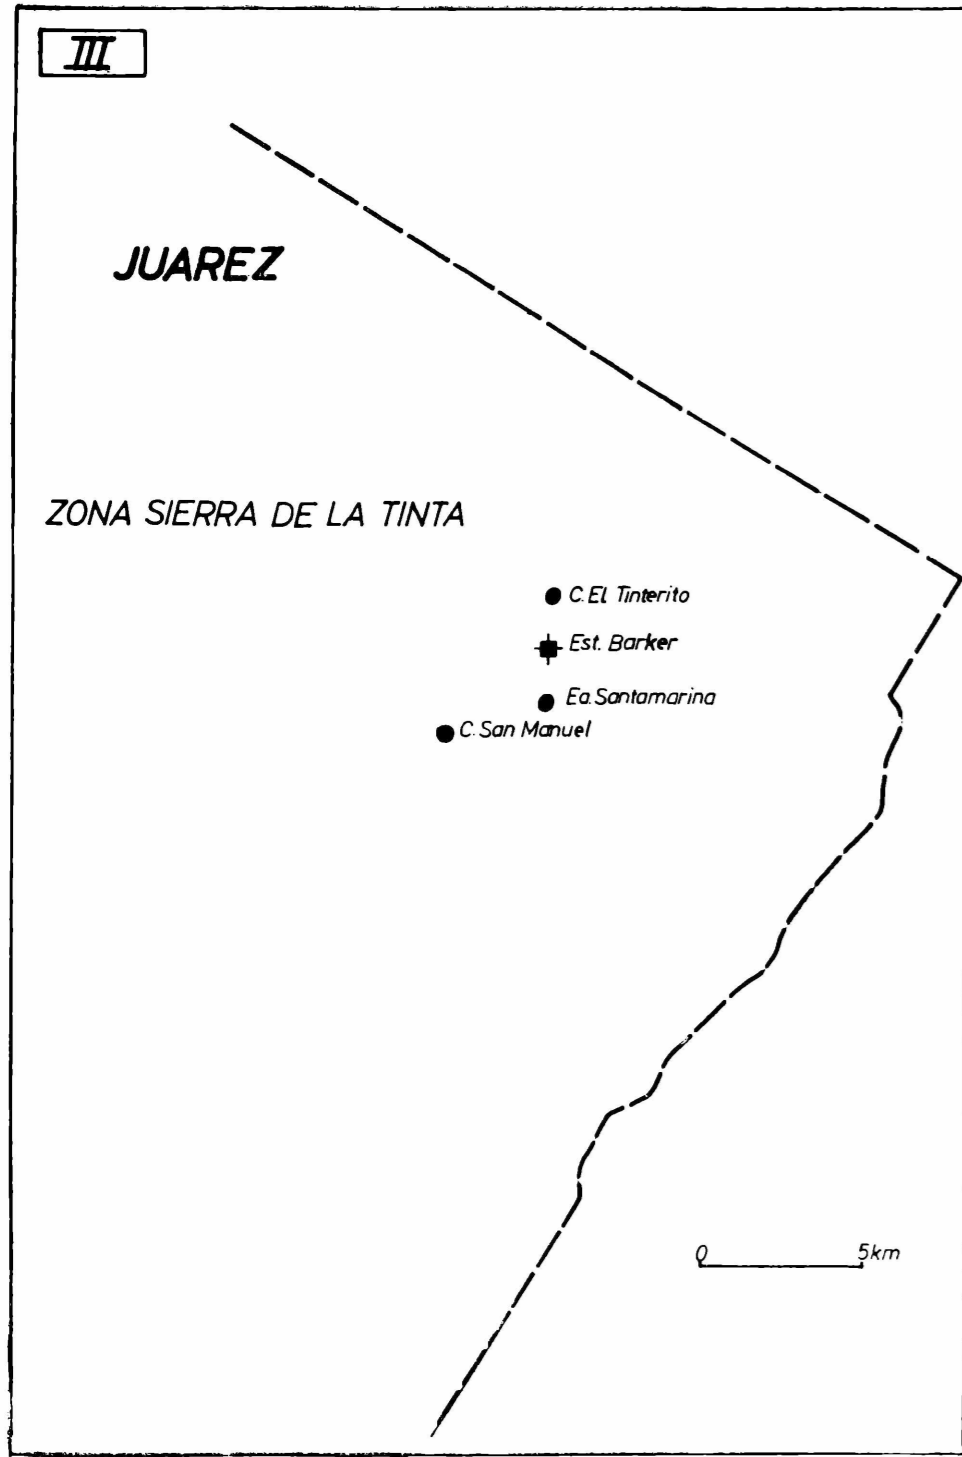 III
JUAREZ
ZONA SIERRA DE LA TINTA
C. El Tinterito
Est. Barker
Ea. Santamarina
C. San Manuel
0 5km